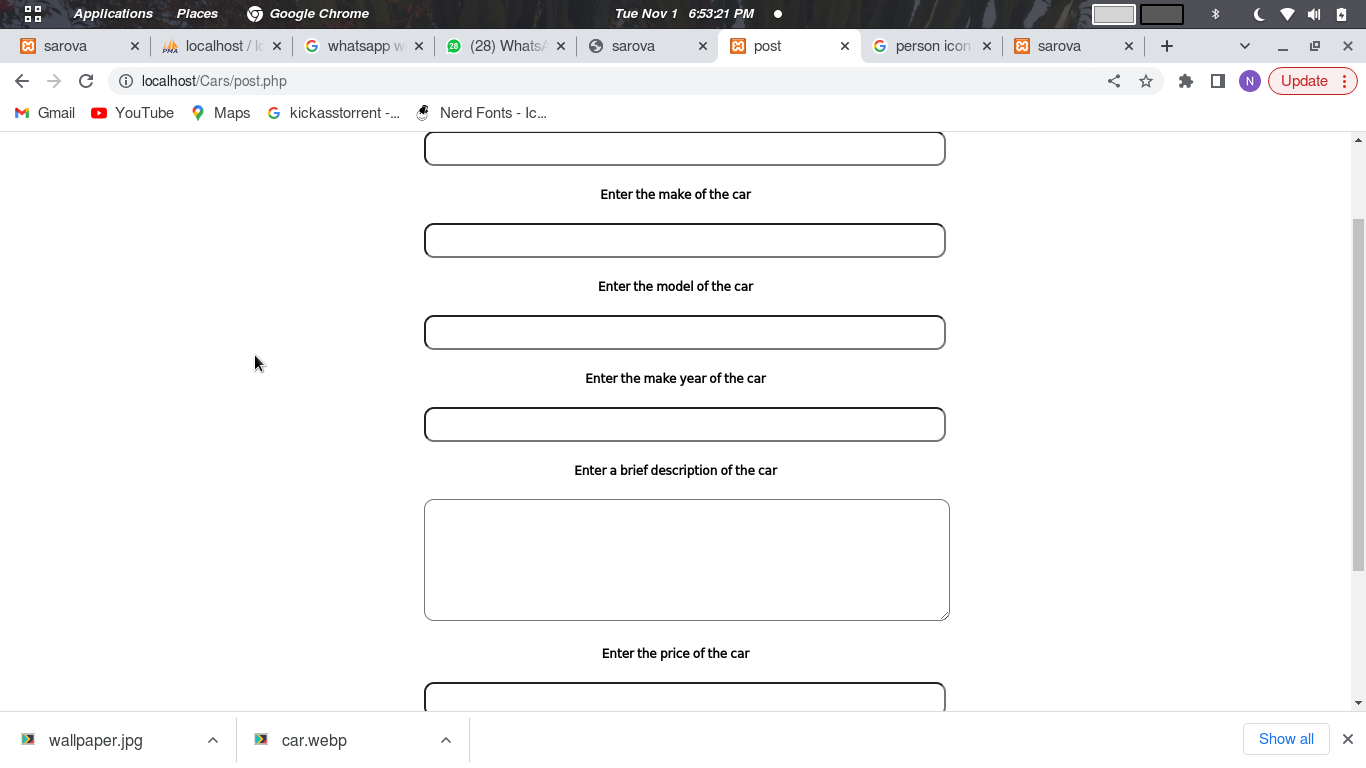 Applications Places Google Chrome Tue Nov 1 6:53:21 PM
sarova localhost / whatsapp w 28 (28) Whats sarova post person icon sarova
localhost/Cars/post.php N Update
Gmail YouTube Maps kickasstorrent -... Nerd Fonts - Ic...
Enter the make of the car
Enter the model of the car
Enter the make year of the car
Enter a brief description of the car
Enter the price of the car
wallpaper.jpg car.webp Show all